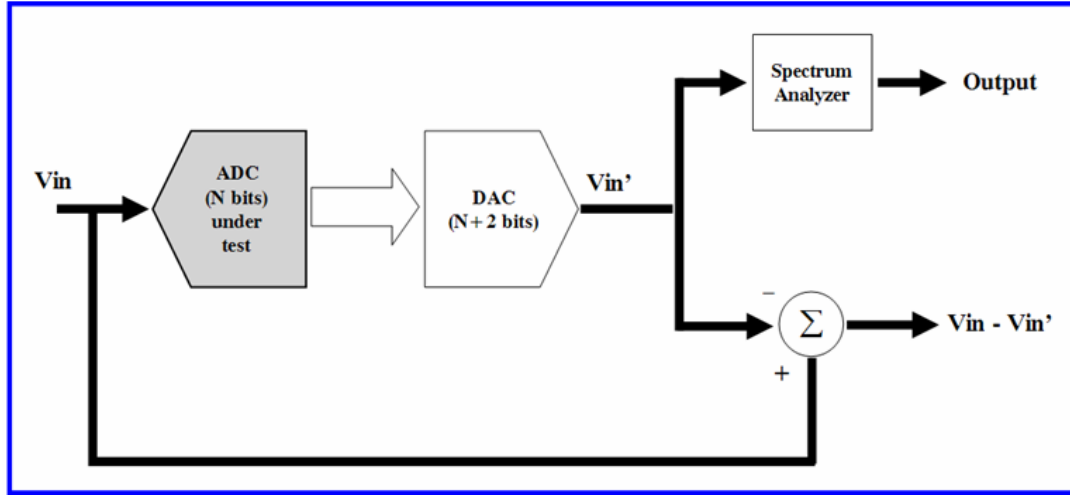 Vin
ADC
(N bits)
under
test
DAC
(N+2 bits)
Vin’
Spectrum
Analyzer
Output
−
Σ
+
Vin - Vin’